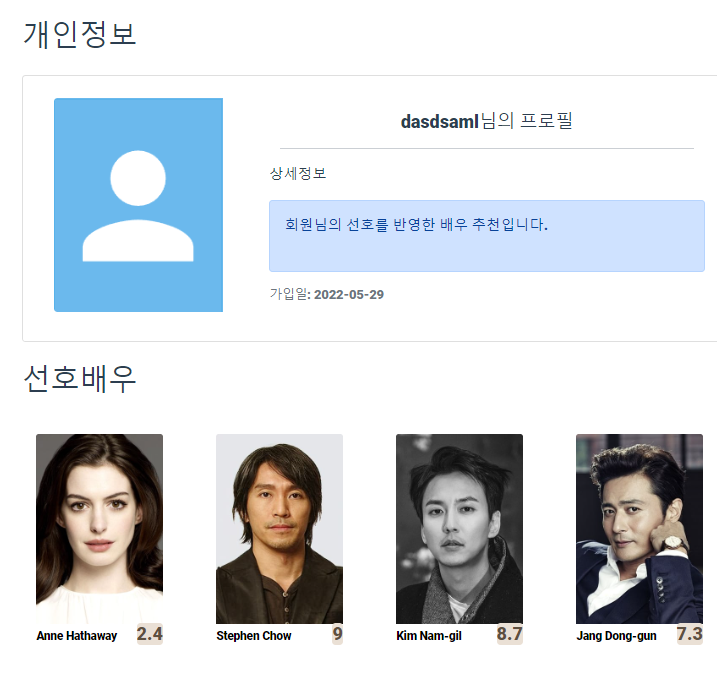 개인정보
dasdsaml님의 프로필
상세정보
회원님의 선호를 반영한 배우 추천입니다.
가입일: 2022-05-29
선호배우
Anne Hathaway 2.4
Stephen Chow 9
Kim Nam-gil 8.7
Jang Dong-gun 7.3